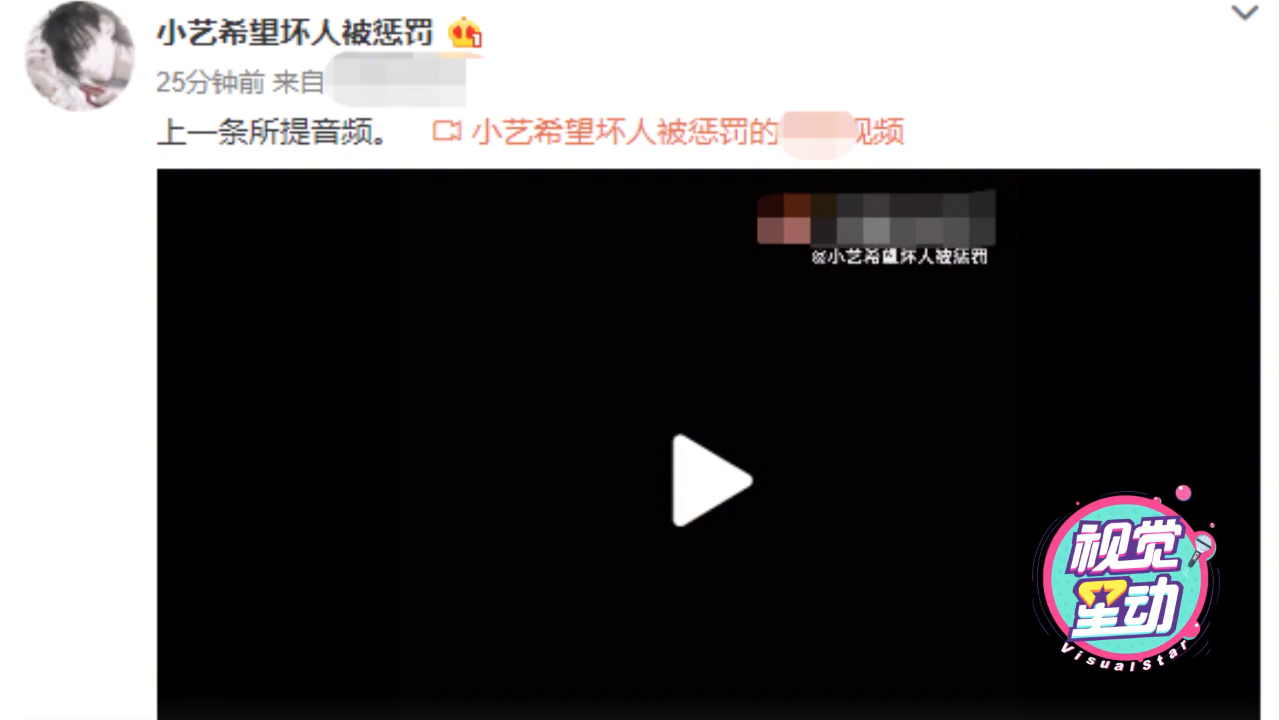 小艺希望坏人被惩罚
25分钟前 来自
上一条所提音频。 小艺希望坏人被惩罚的 视频
@小艺希望坏人被惩罚
视觉
星动
VisualStar